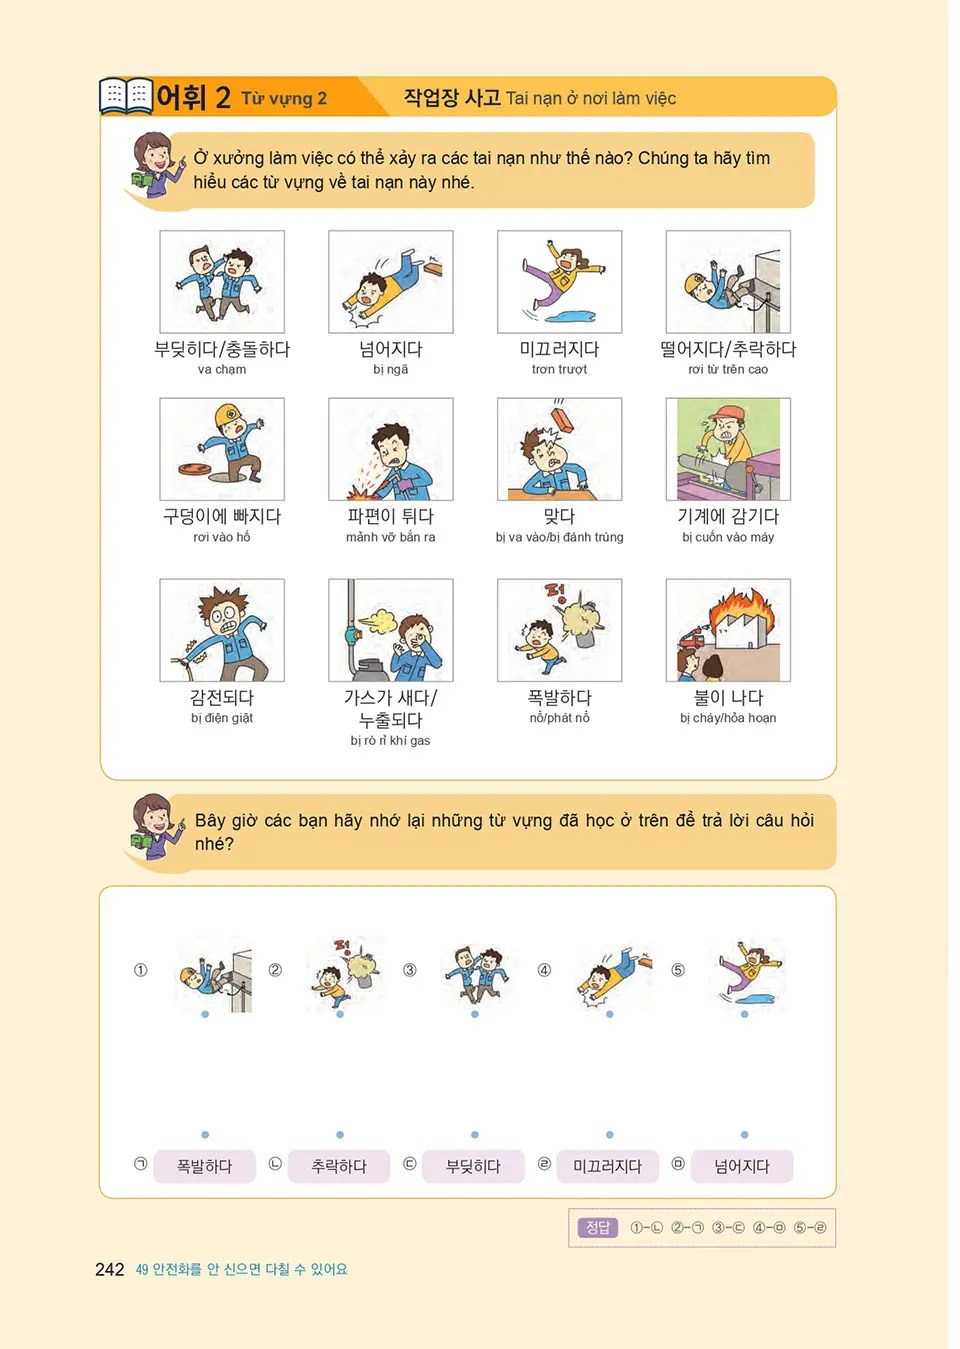 어휘 2 Từ vựng 2 작업장 사고 Tai nạn ở nơi làm việc
Ở xưởng làm việc có thể xảy ra các tai nạn như thế nào? Chúng ta hãy tìm
hiểu các từ vựng về tai nạn này nhé.
부딪히다/충돌하다 넘어지다 미끄러지다 떨어지다/추락하다
va chạm bị ngã trơn trượt rơi từ trên cao
구덩이에 빠지다 파편이 튀다 맞다 기계에 감기다
rơi vào hố mảnh vỡ bắn ra bị va vào/bị đánh trúng bị cuốn vào máy
펑
감전되다 가스가 새다/ 폭발하다 불이 나다
bị điện giật 누출되다 nổ/phát nổ bị cháy/hỏa hoạn
bị rò rỉ khí gas
Bây giờ các bạn hãy nhớ lại những từ vựng đã học ở trên để trả lời câu hỏi
nhé?
펑
① ② ③ ④ ⑤
㉠ 폭발하다 ㉡ 추락하다 ㉢ 부딪히다 ㉣ 미끄러지다 ㉤ 넘어지다
정답 ①-㉡ ②-㉠ ③-㉢ ④-㉤ ⑤-㉣
242 49 안전화를 안 신으면 다칠 수 있어요